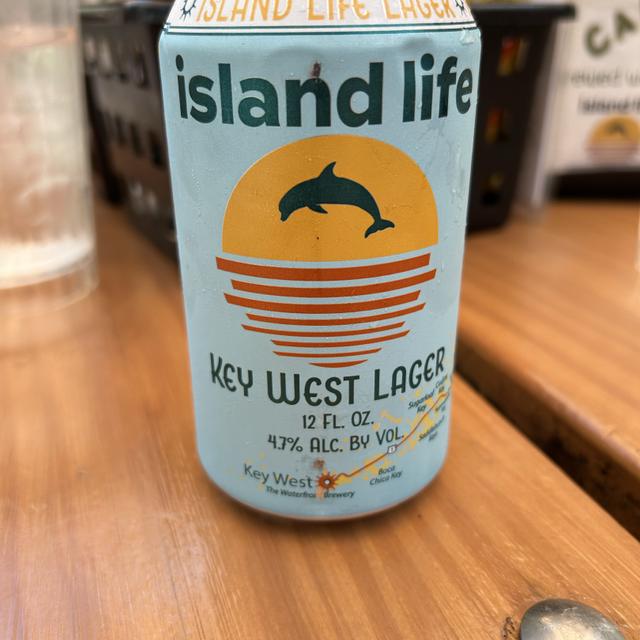 ISLAND LIFE LAGER
island life
KEY WEST LAGER
12 FL. OZ.
4.7% ALC. BY VOL.
Key West
The Waterfront Brewery
Boca
Chica Key
Sugarloaf
Key